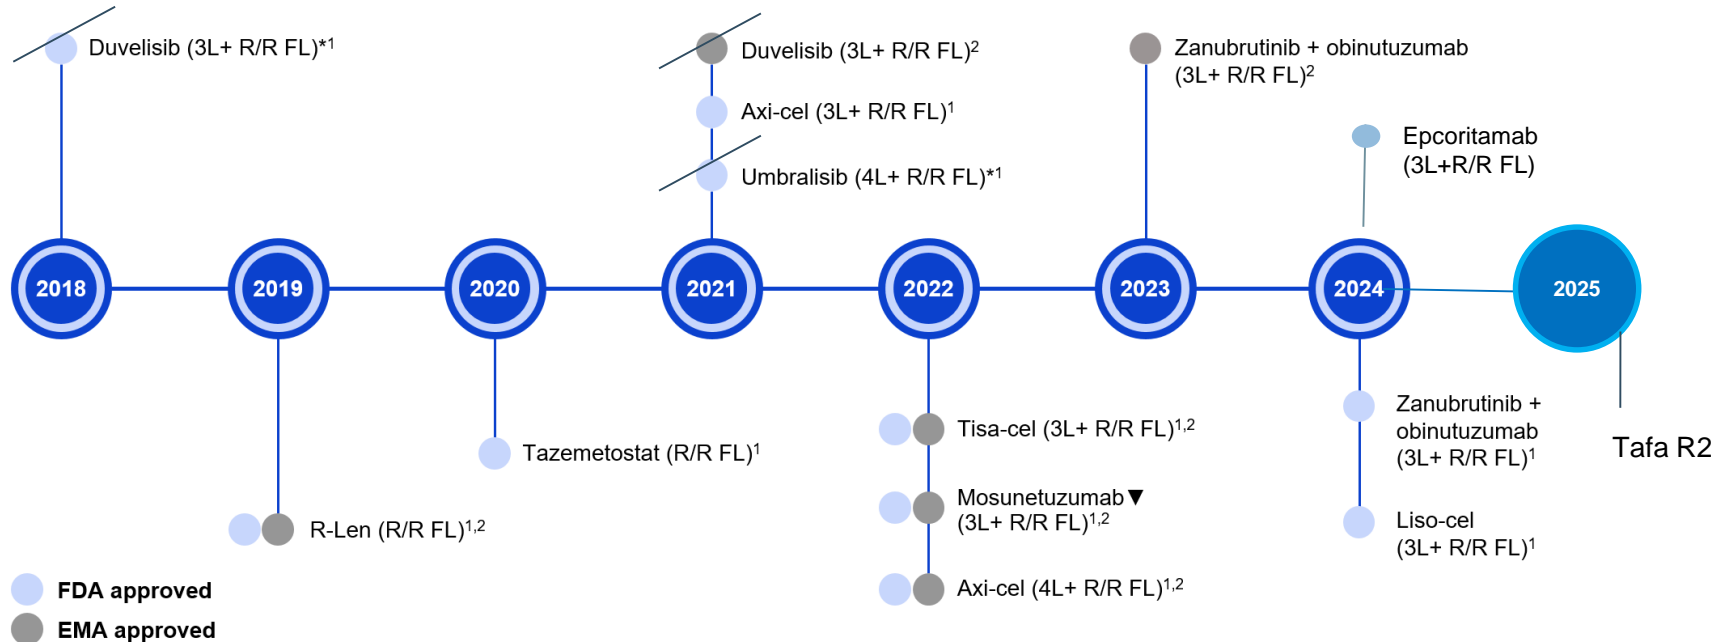 Duvelisib (3L+ R/R FL)*1
Duvelisib (3L+ R/R FL)2
Axi-cel (3L+ R/R FL)1
Umbralisib (4L+ R/R FL)*1
Zanubrutinib + obinutuzumab
(3L+ R/R FL)2
Epcoritamab
(3L+R/R FL)
2018
2019
2020
2021
2022
2023
2024
2025
R-Len (R/R FL)1,2
Tazemetostat (R/R FL)1
Tisa-cel (3L+ R/R FL)1,2
Mosunetuzumab▼
(3L+ R/R FL)1,2
Axi-cel (4L+ R/R FL)1,2
Zanubrutinib +
obinutuzumab
(3L+ R/R FL)1
Liso-cel
(3L+ R/R FL)1
Tafa R2
FDA approved
EMA approved